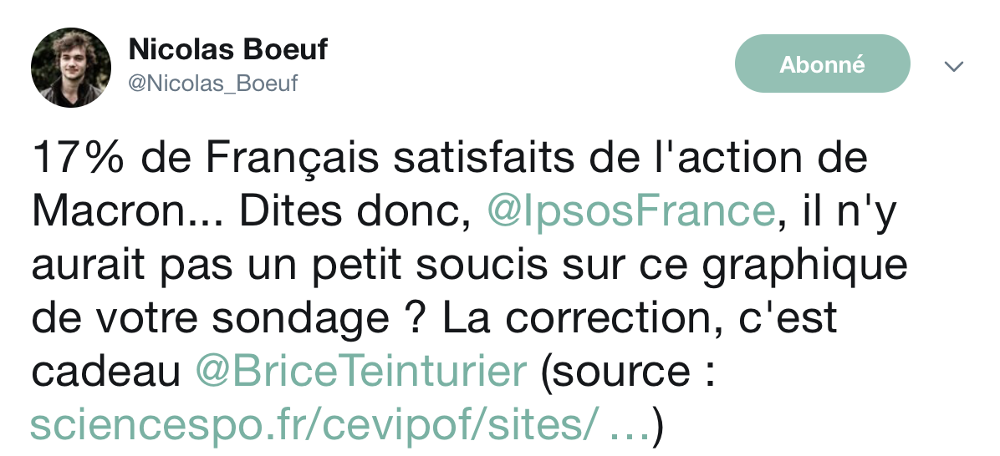 Nicolas Boeuf
@Nicolas_Boeuf
Abonné
17% de Français satisfaits de l'action de
Macron... Dites donc, @IpsosFrance, il n'y
aurait pas un petit soucis sur ce graphique
de votre sondage ? La correction, c'est
cadeau @BriceTeinturier (source :
sciencespo.fr/cevipof/sites/ …)